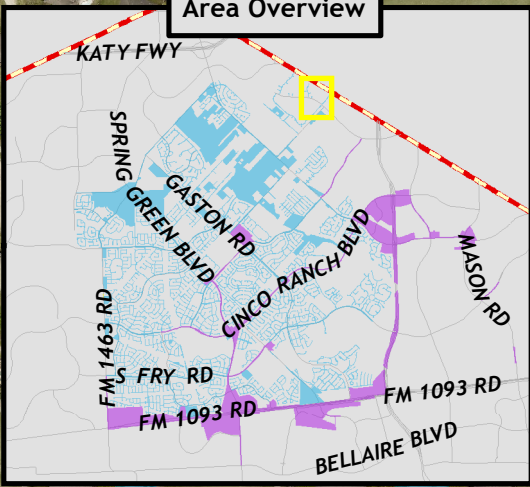 Area Overview
KATY FWY
SPRING GREEN BLVD
GASTON RD
CINCO RANCH BLVD
MASON RD
FM 1463 RD
S FRY RD
FM 1093 RD
FM 1093 RD
BELLAIRE BLVD